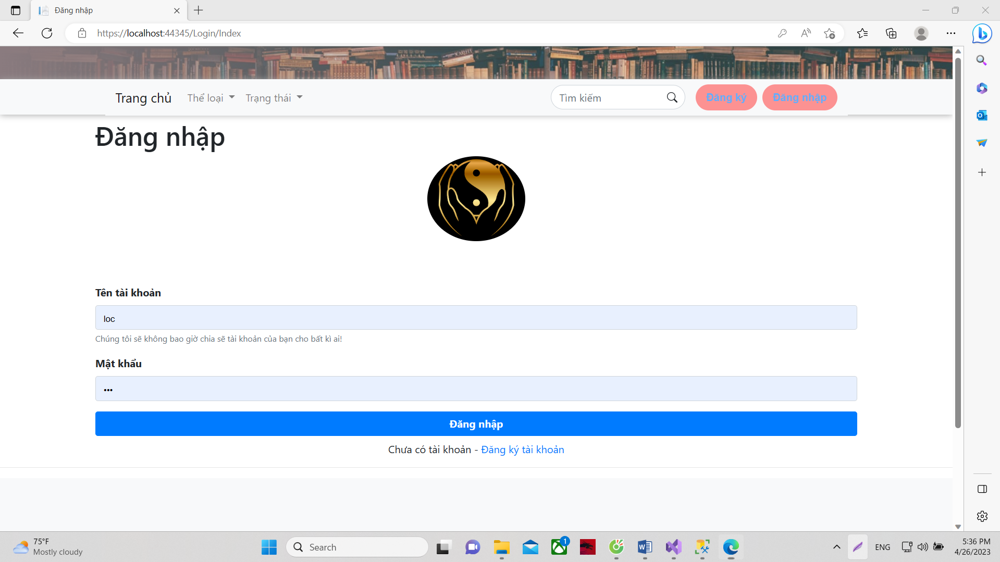 Đăng nhập
https://localhost:44345/Login/Index
SCARLETT
Trang chủ Thể loại Trạng thái Tìm kiếm Đăng ký Đăng nhập
Đăng nhập
Tên tài khoản
loc
Chúng tôi sẽ không bao giờ chia sẽ tài khoản của bạn cho bất kì ai!
Mật khẩu
•••
Đăng nhập
Chưa có tài khoản - Đăng ký tài khoản
75°F
Mostly cloudy
Search
1
ENG
5:36 PM
4/26/2023